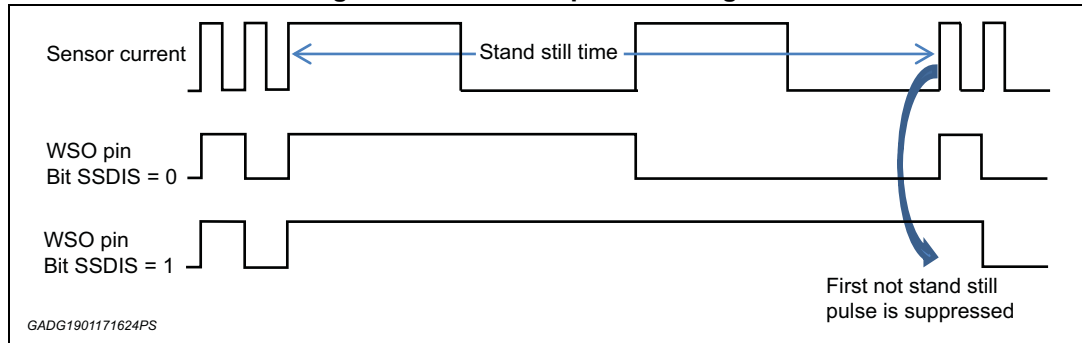 Sensor current
Stand still time
WSO pin
Bit SSDIS = 0
WSO pin
Bit SSDIS = 1
First not stand still
pulse is suppressed
GADG1901171624PS